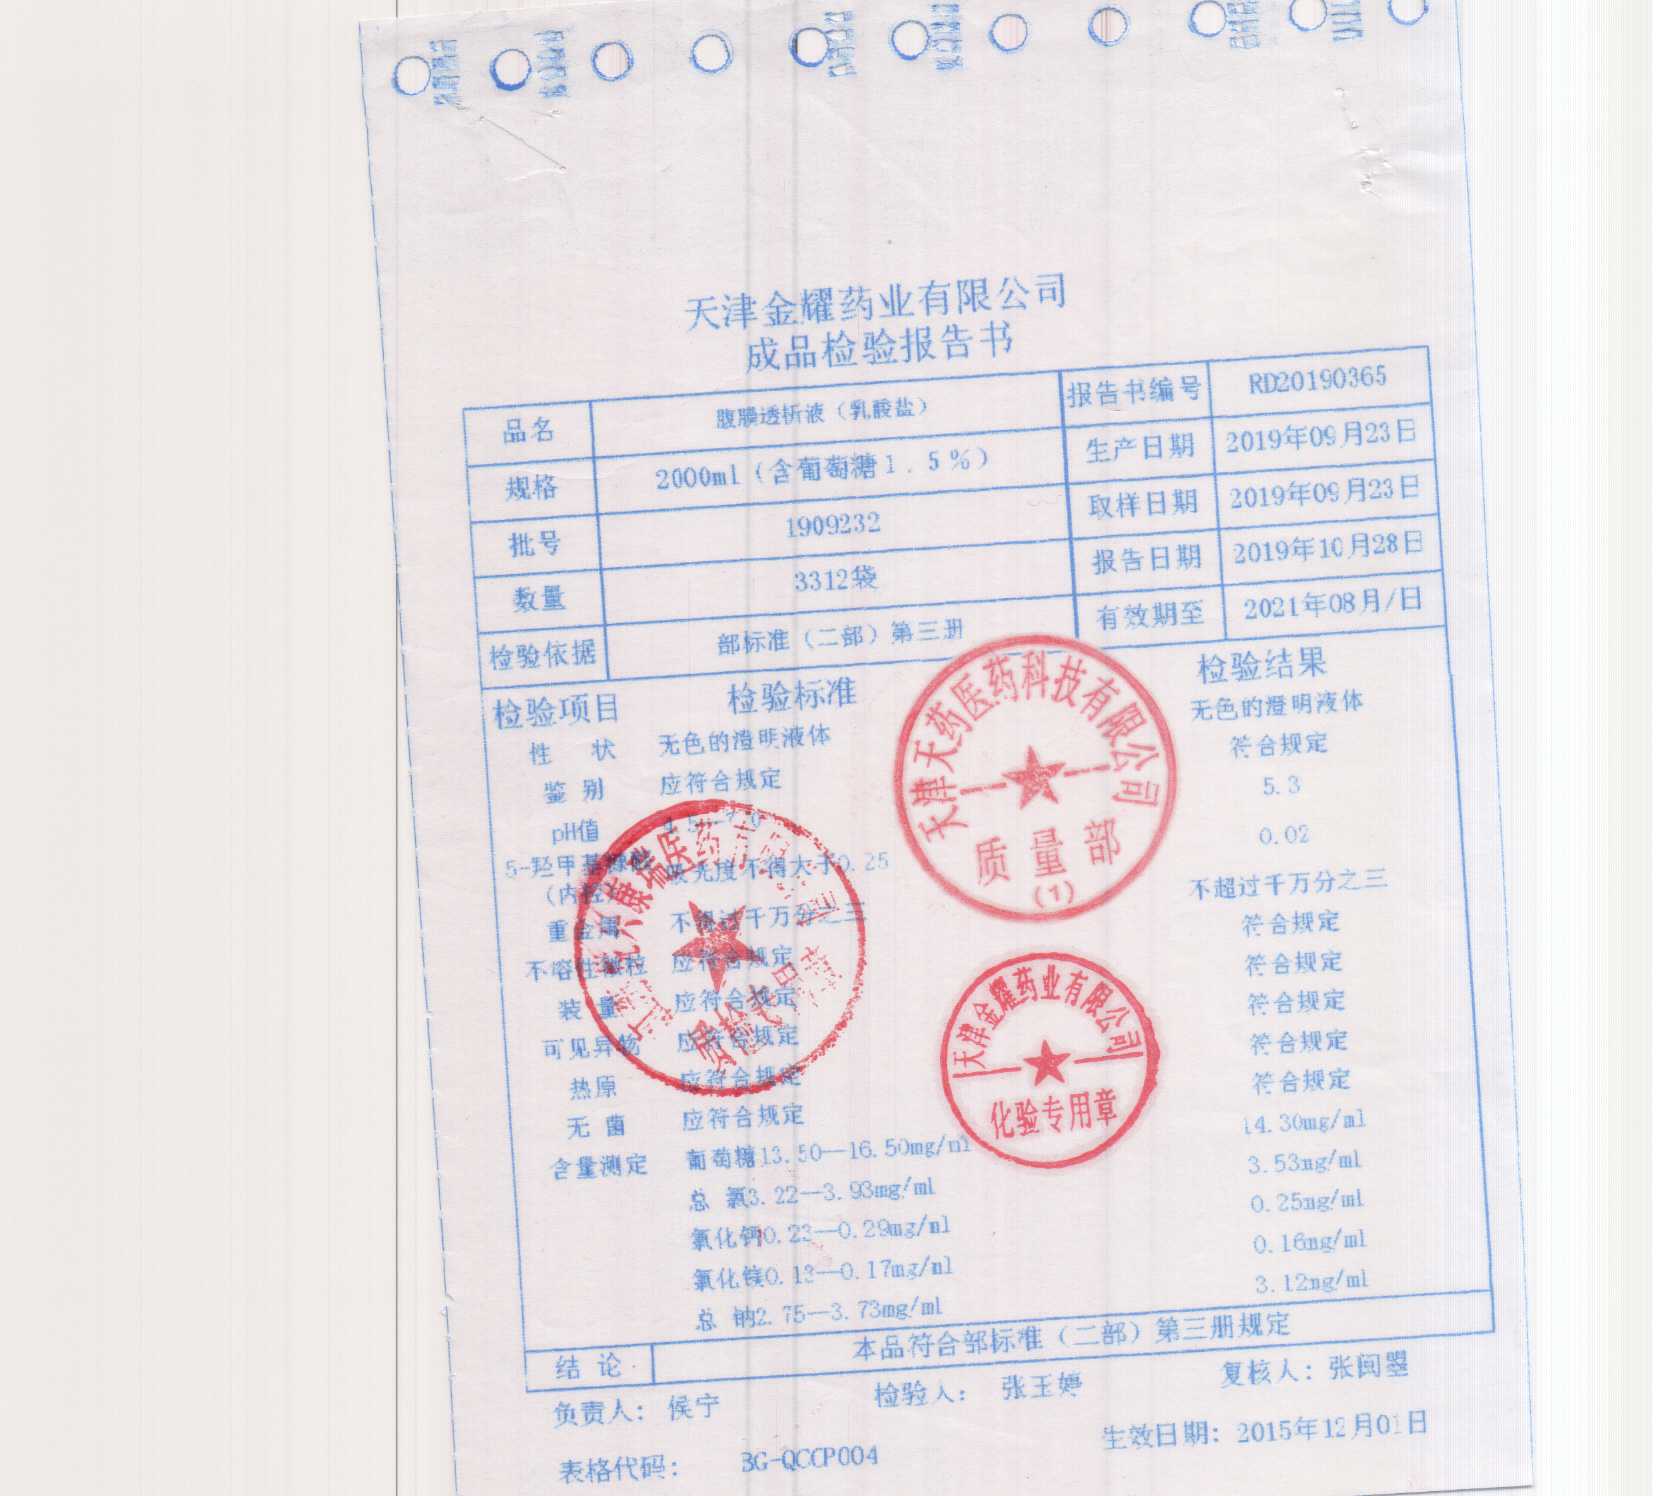 天津金耀药业有限公司
成品检验报告书
品名 腹膜透析液（乳酸盐） 报告书编号 RD20190365
规格 2000ml（含葡萄糖1.5%） 生产日期 2019年09月23日
批号 1909232 取样日期 2019年09月23日
数量 3312袋 报告日期 2019年10月28日
检验依据 部标准（二部）第三册 有效期至 2021年08月/日
检验项目 检验标准 检验结果
性 状 无色的澄明液体 无色的澄明液体
鉴别 应符合规定 符合规定
pH值 5.3
5-羟甲基糠醛 吸光度不得大于0.25 0.02
重金属 不得过千万分之三 不超过千万分之三
不溶性微粒 应符合规定 符合规定
装量 应符合规定 符合规定
可见异物 应符合规定 符合规定
热原 应符合规定 符合规定
无菌 应符合规定 符合规定
含量测定 葡萄糖13.50—16.50mg/ml 14.30mg/ml
总 氯3.22—3.93mg/ml 3.53mg/ml
氯化钙0.23—0.29mg/ml 0.25mg/ml
氯化镁0.13—0.17mg/ml 0.16mg/ml
总 钠2.75—3.73mg/ml 3.12mg/ml
结论 本品符合部标准（二部）第三册规定
负责人：侯宁 检验人：张玉婷 复核人：张闽曌
生效日期：2015年12月01日
表格代码： BG-QCCP004
天津天药医药科技有限公司
质量部
(1)
天津金耀药业有限公司
化验专用章